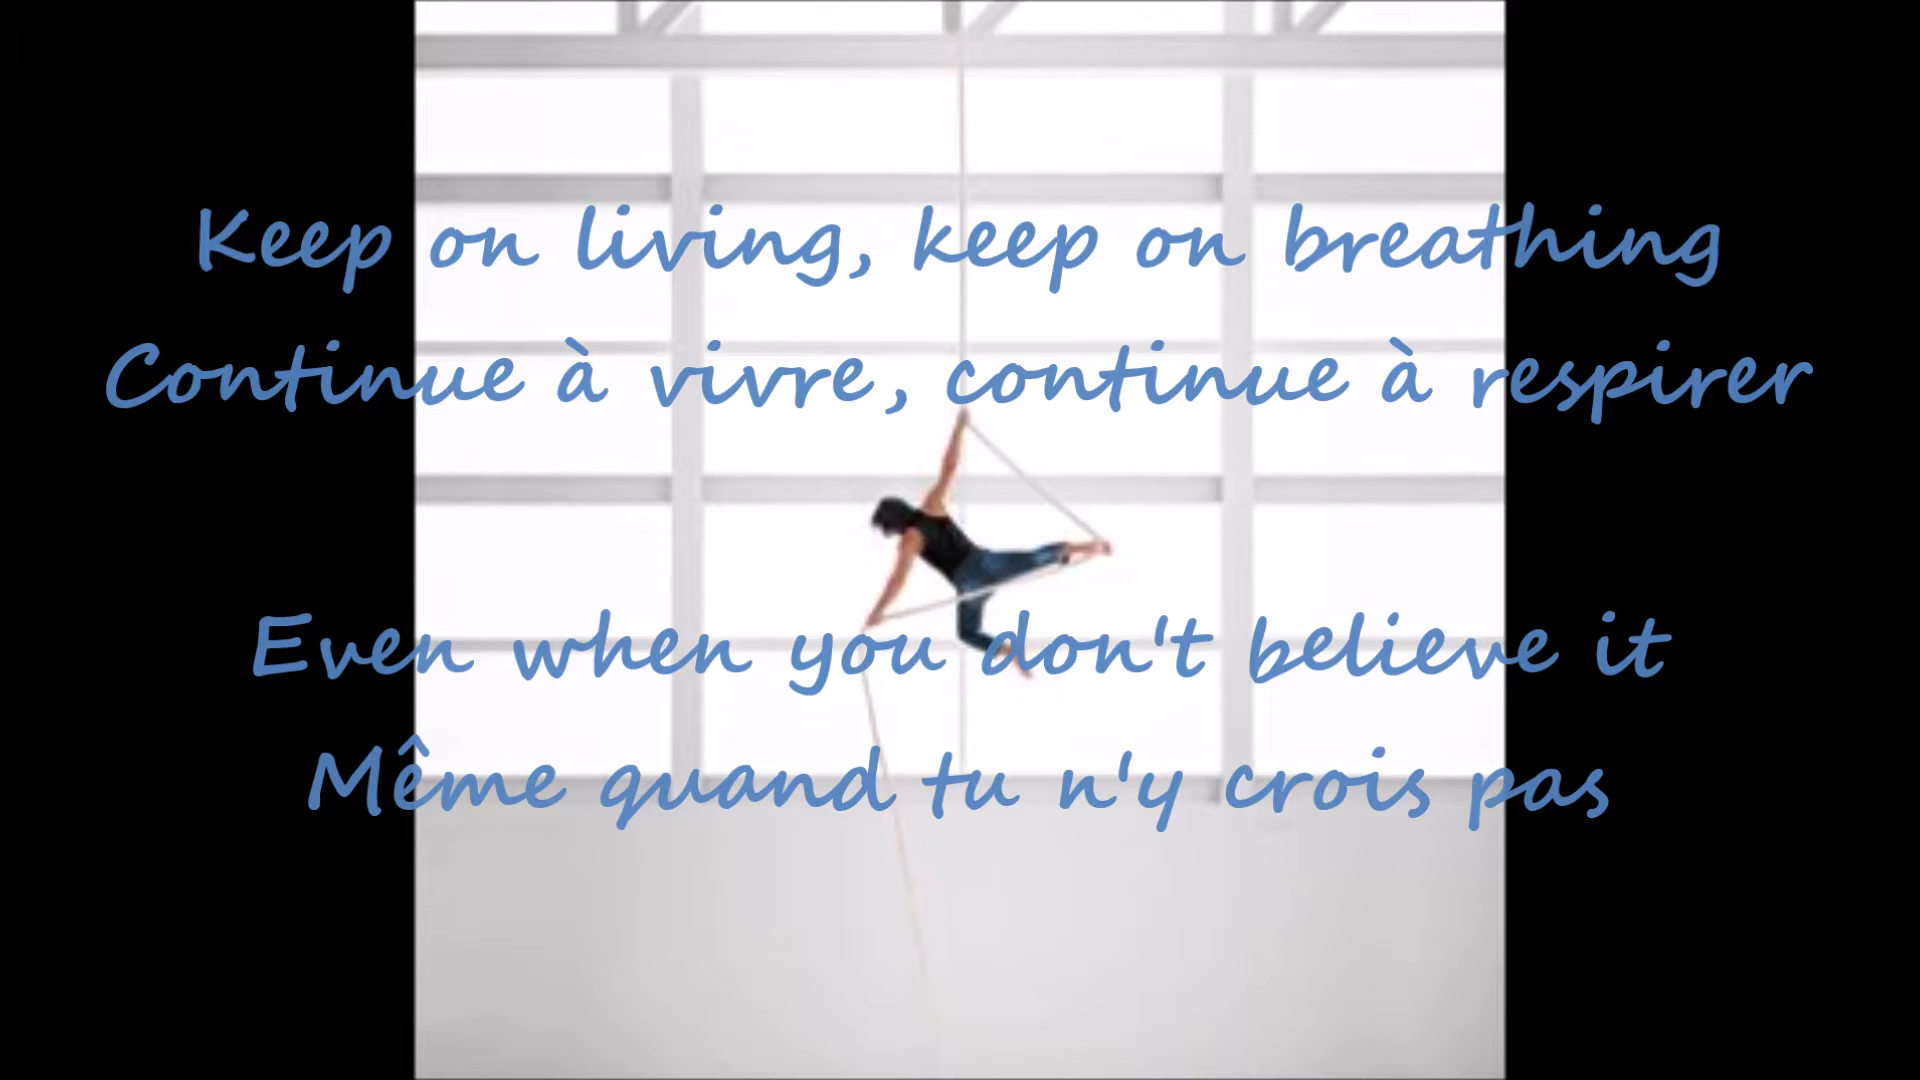 Keep on living, keep on breathing
Continue à vivre, continue à respirer
Even when you don't believe it
Même quand tu n'y crois pas